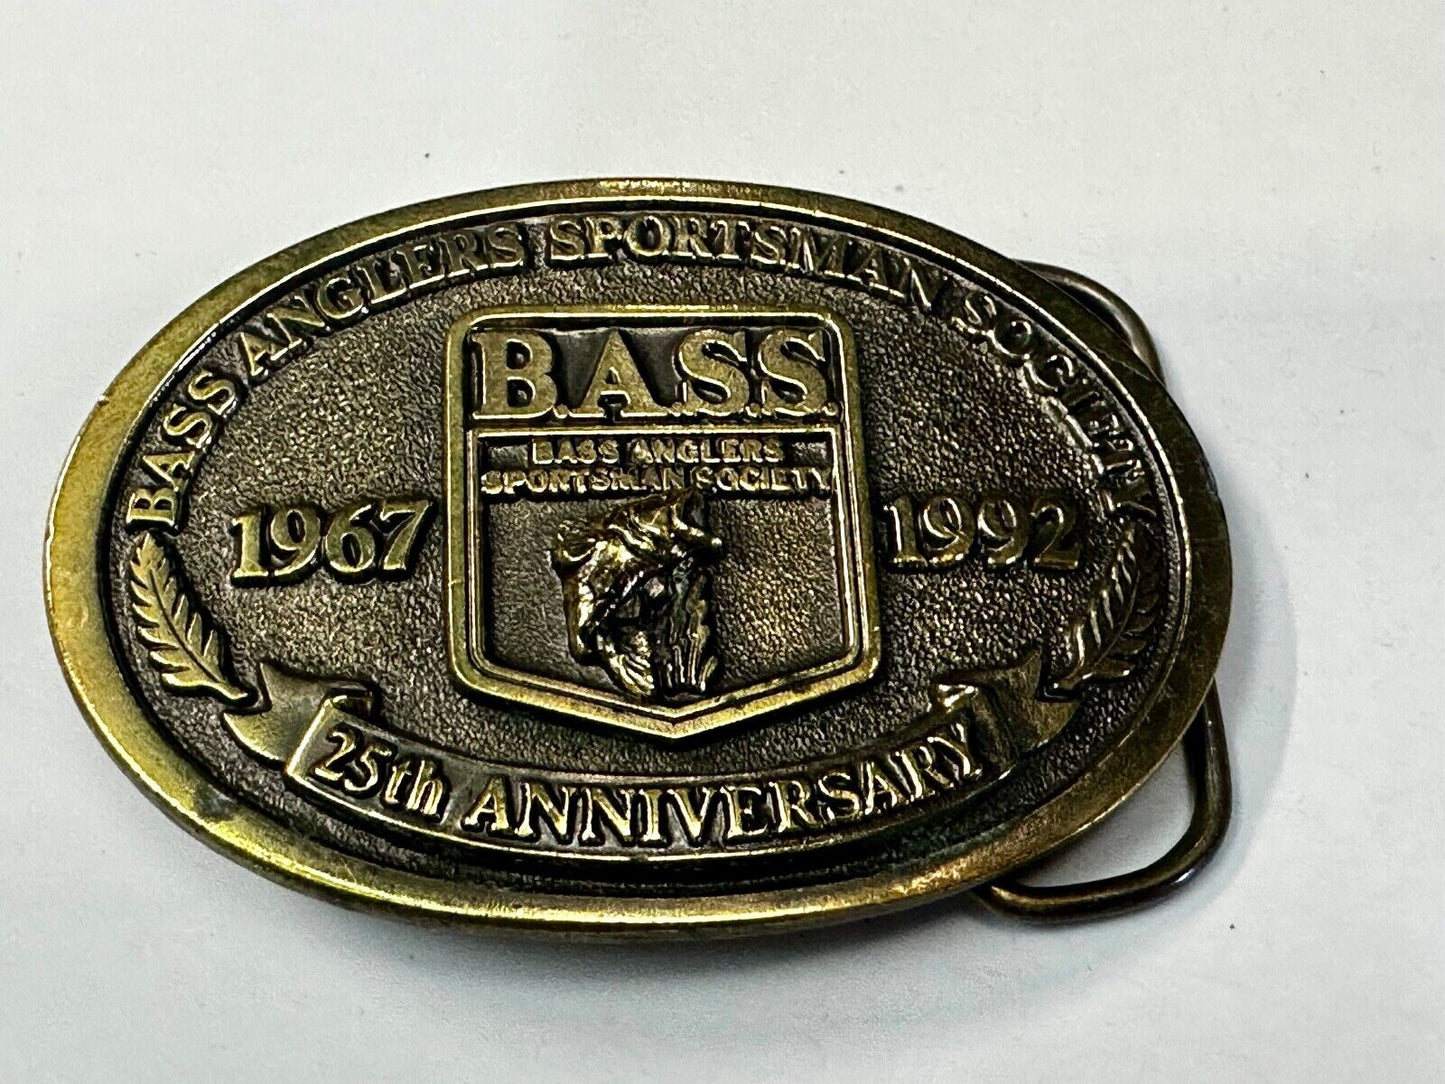 BASS ANGLERS SPORTSMAN SOCIETY
B.A.S.S.
BASS ANGLERS
SPORTSMAN SOCIETY
1967
1992
25th ANNIVERSARY